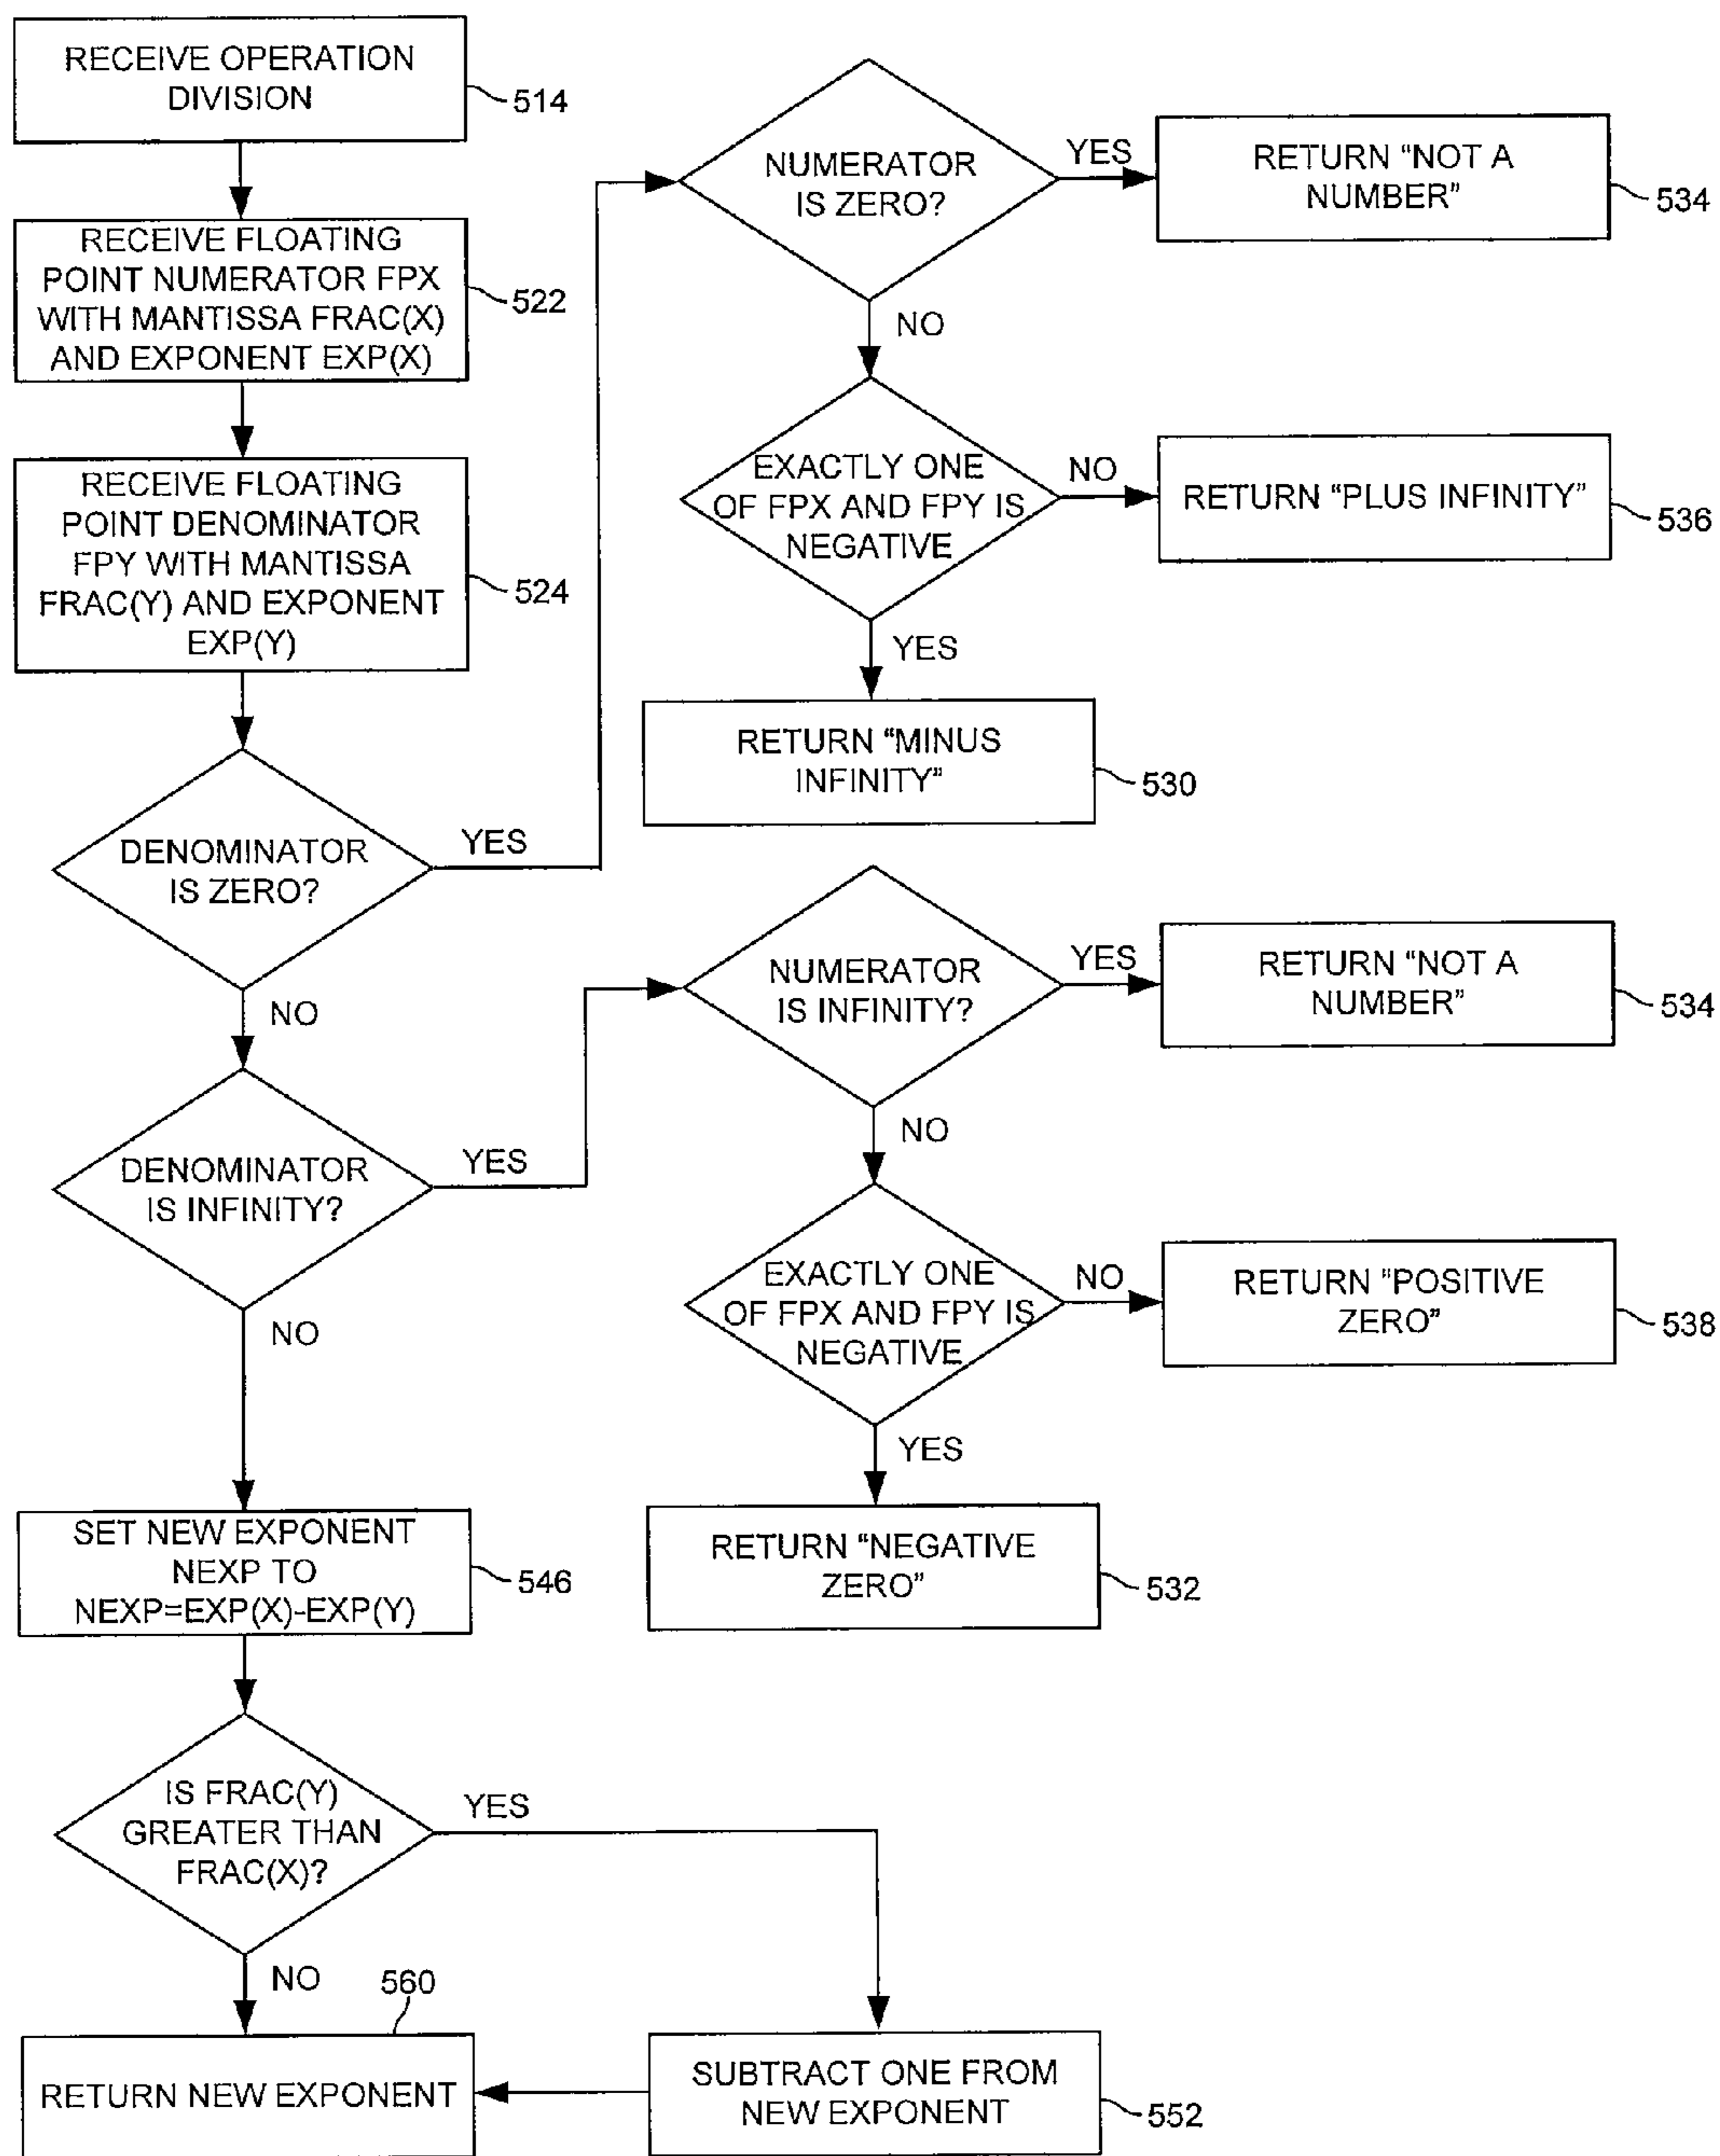 RECEIVE OPERATION
DIVISION
514
RECEIVE FLOATING
POINT NUMERATOR FPX
WITH MANTISSA FRAC(X)
AND EXPONENT EXP(X)
522
RECEIVE FLOATING
POINT DENOMINATOR
FPY WITH MANTISSA
FRAC(Y) AND EXPONENT
EXP(Y)
524
DENOMINATOR
IS ZERO?
YES
NO
NUMERATOR
IS ZERO?
YES
RETURN “NOT A
NUMBER”
534
NO
EXACTLY ONE
OF FPX AND FPY IS
NEGATIVE
NO
RETURN “PLUS INFINITY”
536
YES
RETURN “MINUS
INFINITY”
530
DENOMINATOR
IS INFINITY?
YES
NO
NUMERATOR
IS INFINITY?
YES
RETURN “NOT A
NUMBER”
534
NO
EXACTLY ONE
OF FPX AND FPY IS
NEGATIVE
NO
RETURN “POSITIVE
ZERO”
538
YES
RETURN “NEGATIVE
ZERO”
532
SET NEW EXPONENT
NEXP TO
NEXP=EXP(X)-EXP(Y)
546
IS FRAC(Y)
GREATER THAN
FRAC(X)?
YES
NO
560
RETURN NEW EXPONENT
SUBTRACT ONE FROM
NEW EXPONENT
552